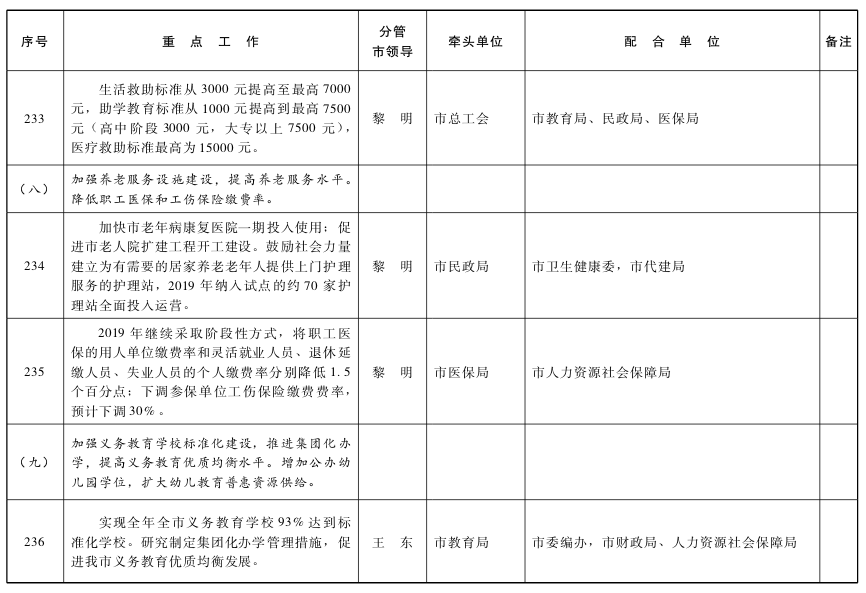 序号 重点工作 分管市领导 牵头单位 配合单位 备注
233
生活救助标准从3000元提高至最高7000
元，助学教育标准从1000元提高到最高7500
元（高中阶段3000元，大专以上7500元），
医疗救助标准最高为15000元。
黎明 市总工会 市教育局、民政局、医保局
（八）
加强养老服务设施建设，提高养老服务水平。
降低职工医保和工伤保险缴费率。
234
加快市老年病康复医院一期投入使用；促
进市老人院扩建工程开工建设。鼓励社会力量
建立为有需要的居家养老老年人提供上门护理
服务的护理站，2019年纳入试点的约70家护
理站全面投入运营。
黎明 市民政局 市卫生健康委，市代建局
235
2019年继续采取阶段性方式，将职工医
保的用人单位缴费率和灵活就业人员、退休延
缴人员、失业人员的个人缴费率分别降低1.5
个百分点；下调参保单位工伤保险缴费费率，
预计下调30%。
黎明 市医保局 市人力资源社会保障局
（九）
加强义务教育学校标准化建设，推进集团化办
学，提高义务教育优质均衡水平。增加公办幼
儿园学位，扩大幼儿教育普惠资源供给。
236
实现全年全市义务教育学校93%达到标
准化学校。研究制定集团化办学管理措施，促
进我市义务教育优质均衡发展。
王东 市教育局 市委编办，市财政局、人力资源社会保障局